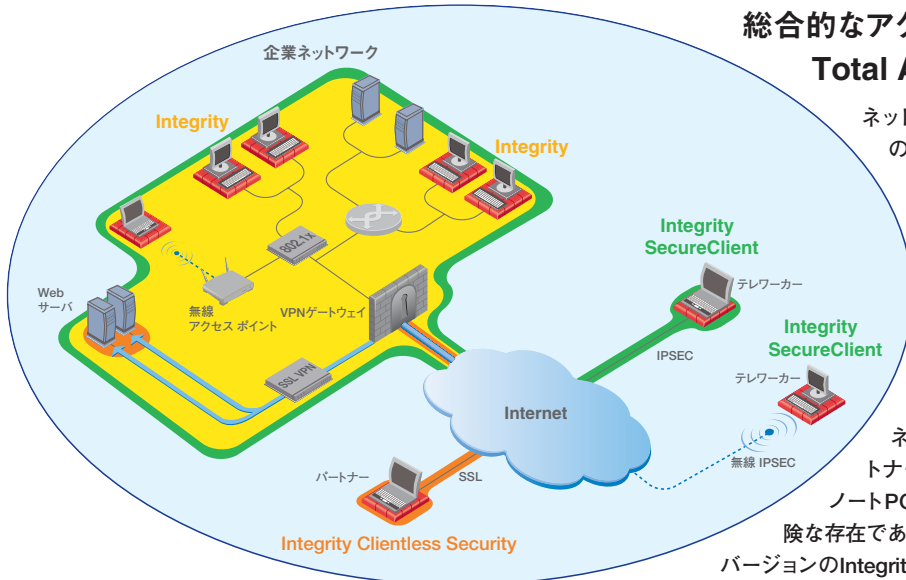 総合的なアク
Total A
ネット
の
企業ネットワーク
Integrity
Integrity
802.1x
Web
サーバ
無線
アクセス ポイント
VPNゲートウェイ
SSL VPN
Integrity
SecureClient
テレワーカー
IPSEC
Integrity
SecureClient
テレワーカー
Internet
無線 IPSEC
パートナー
SSL
Integrity Clientless Security
ネ
トナ
ノートPC
険な存在であ
バージョンのIntegrit